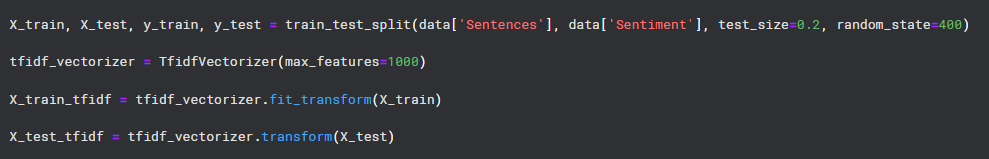 X_train, X_test, y_train, y_test = train_test_split(data['Sentences'], data['Sentiment'], test_size=0.2, random_state=400)
tfidf_vectorizer = TfidfVectorizer(max_features=1000)
X_train_tfidf = tfidf_vectorizer.fit_transform(X_train)
X_test_tfidf = tfidf_vectorizer.transform(X_test)